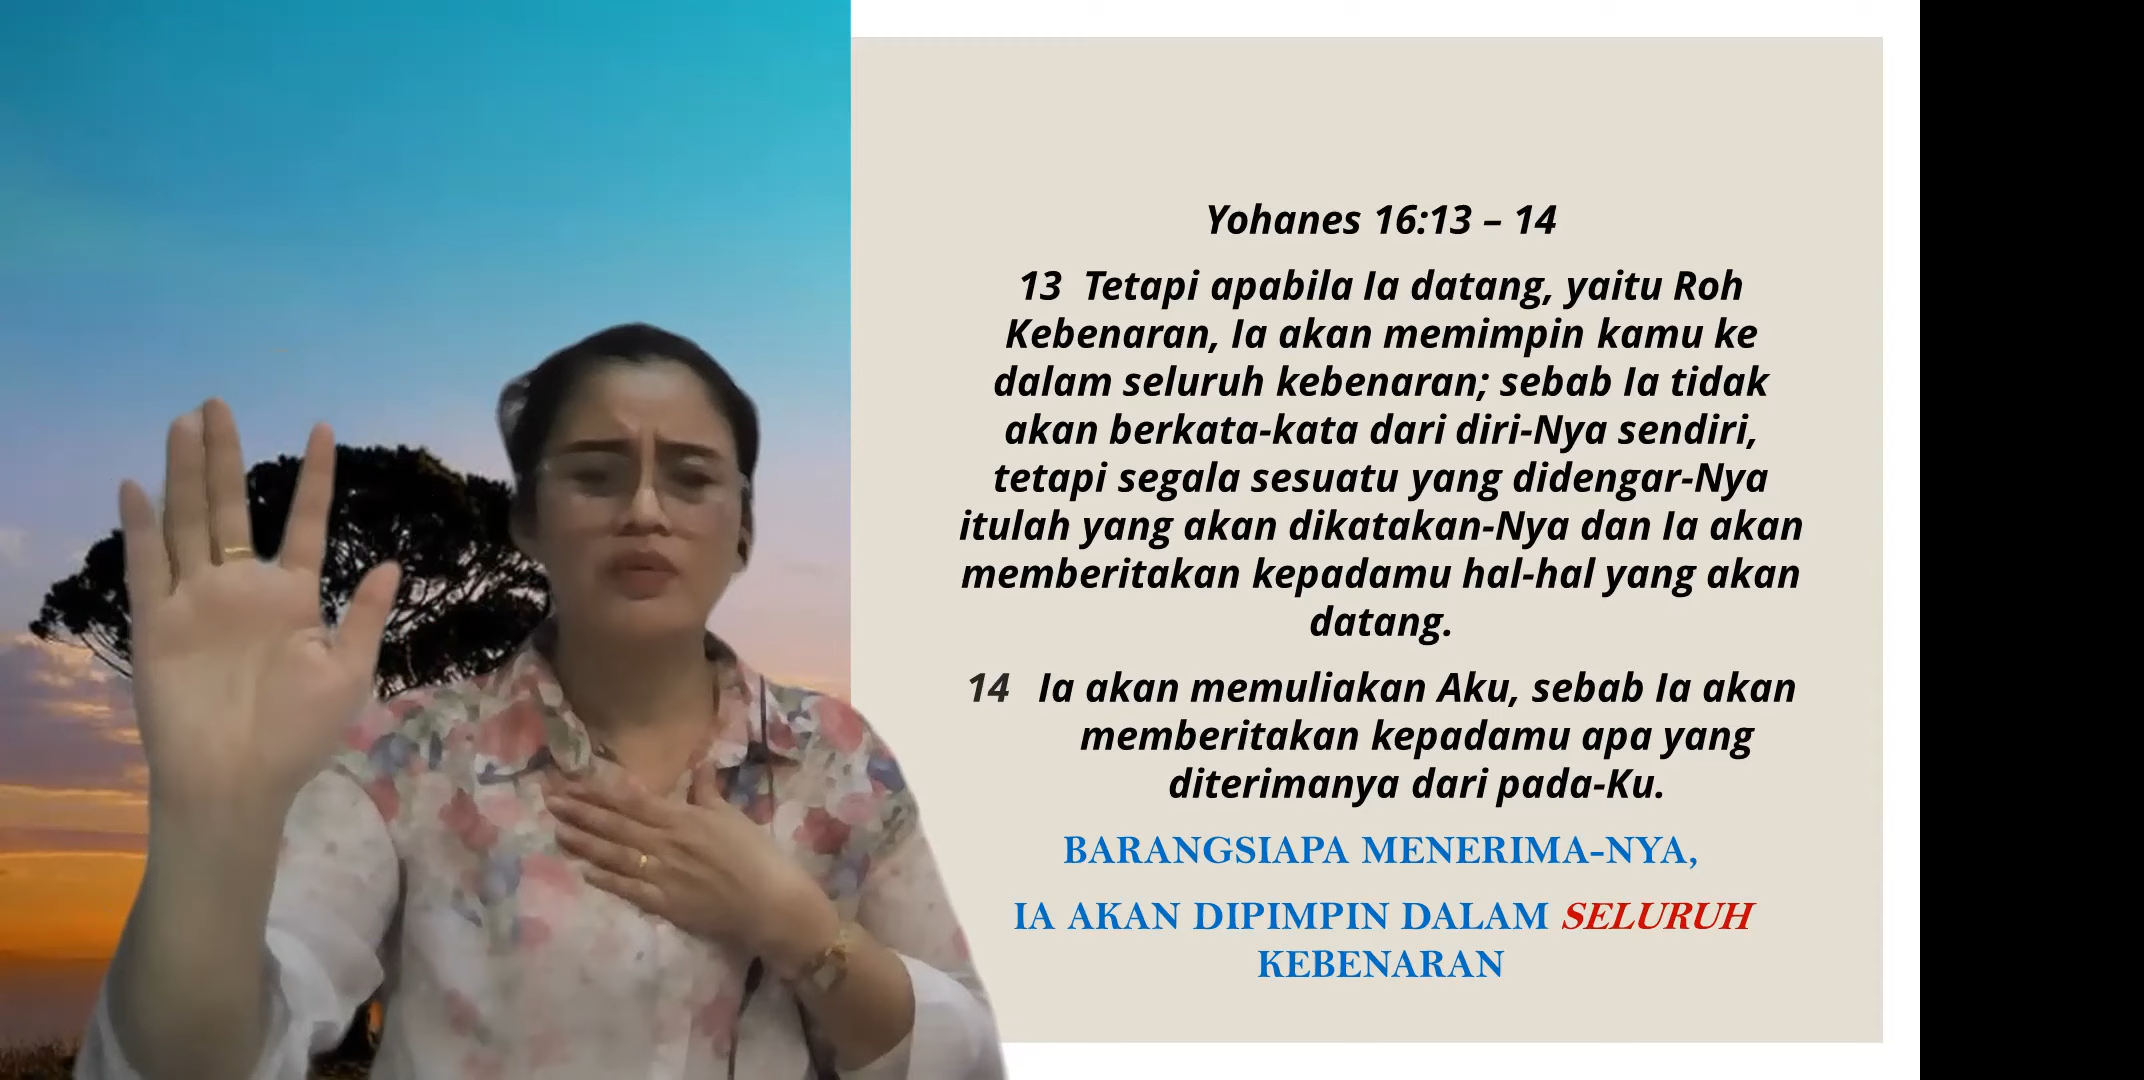 Yohanes 16:13 – 14
13 Tetapi apabila Ia datang, yaitu Roh
Kebenaran, Ia akan memimpin kamu ke
dalam seluruh kebenaran; sebab Ia tidak
akan berkata-kata dari diri-Nya sendiri,
tetapi segala sesuatu yang didengar-Nya
itulah yang akan dikatakan-Nya dan Ia akan
memberitakan kepadamu hal-hal yang akan
datang.
14 Ia akan memuliakan Aku, sebab Ia akan
memberitakan kepadamu apa yang
diterimanya dari pada-Ku.
BARANGSIAPA MENERIMA-NYA,
IA AKAN DIPIMPIN DALAM SELURUH
KEBENARAN